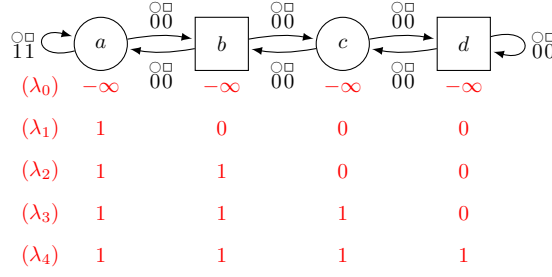 ○□ ○□ ○□
00 00 00
○□ a b c d ○□
11 00
○□ ○□ ○□
00 00 00
(λ₀) −∞ −∞ −∞ −∞
(λ₁) 1 0 0 0
(λ₂) 1 1 0 0
(λ₃) 1 1 1 0
(λ₄) 1 1 1 1